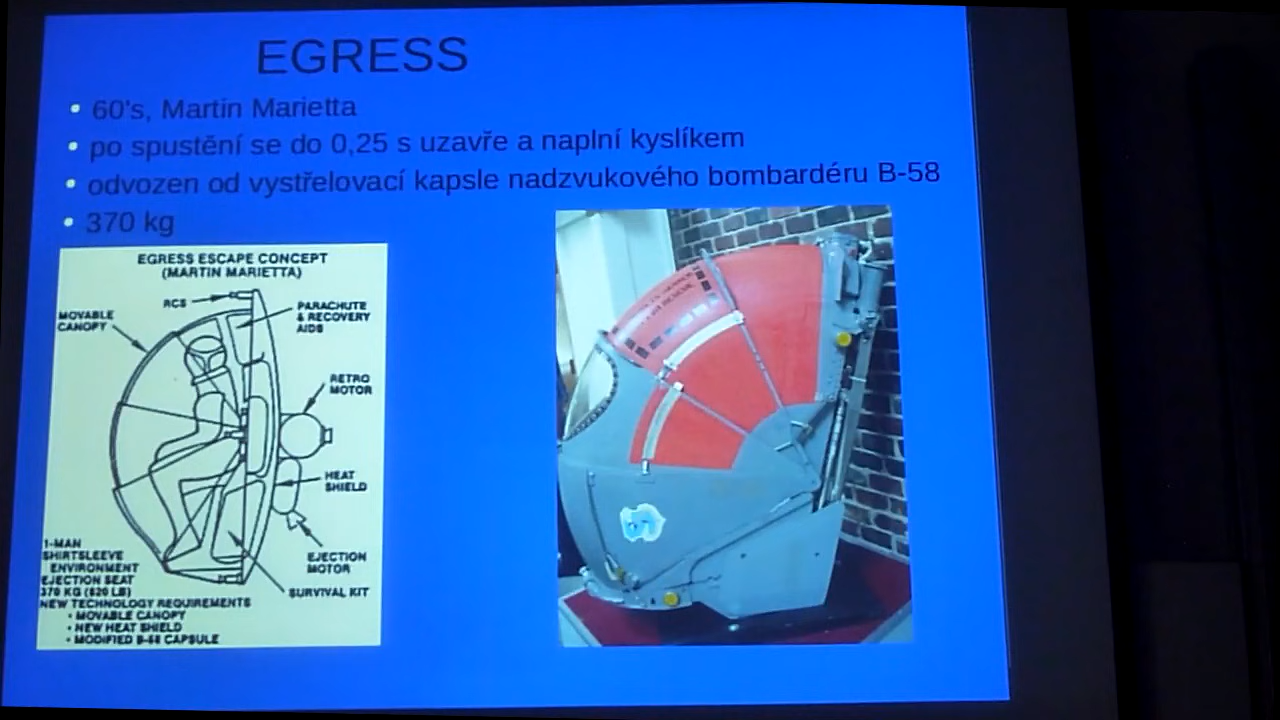 EGRESS
• 60's, Martin Marietta
• po spustění se do 0,25 s uzavře a naplní kyslíkem
• odvozen od vystřelovací kapsle nadzvukového bombardéru B-58
• 370 kg
EGRESS ESCAPE CONCEPT
(MARTIN MARIETTA)
RCS
PARACHUTE
& RECOVERY
AIDS
MOVABLE
CANOPY
RETRO
MOTOR
HEAT
SHIELD
EJECTION
MOTOR
SURVIVAL KIT
1-MAN
SHIRTSLEEVE
ENVIRONMENT
EJECTION SEAT
370 KG (820 LB)
NEW TECHNOLOGY REQUIREMENTS
• MOVABLE CANOPY
• NEW HEAT SHIELD
• MODIFIED B-58 CAPSULE